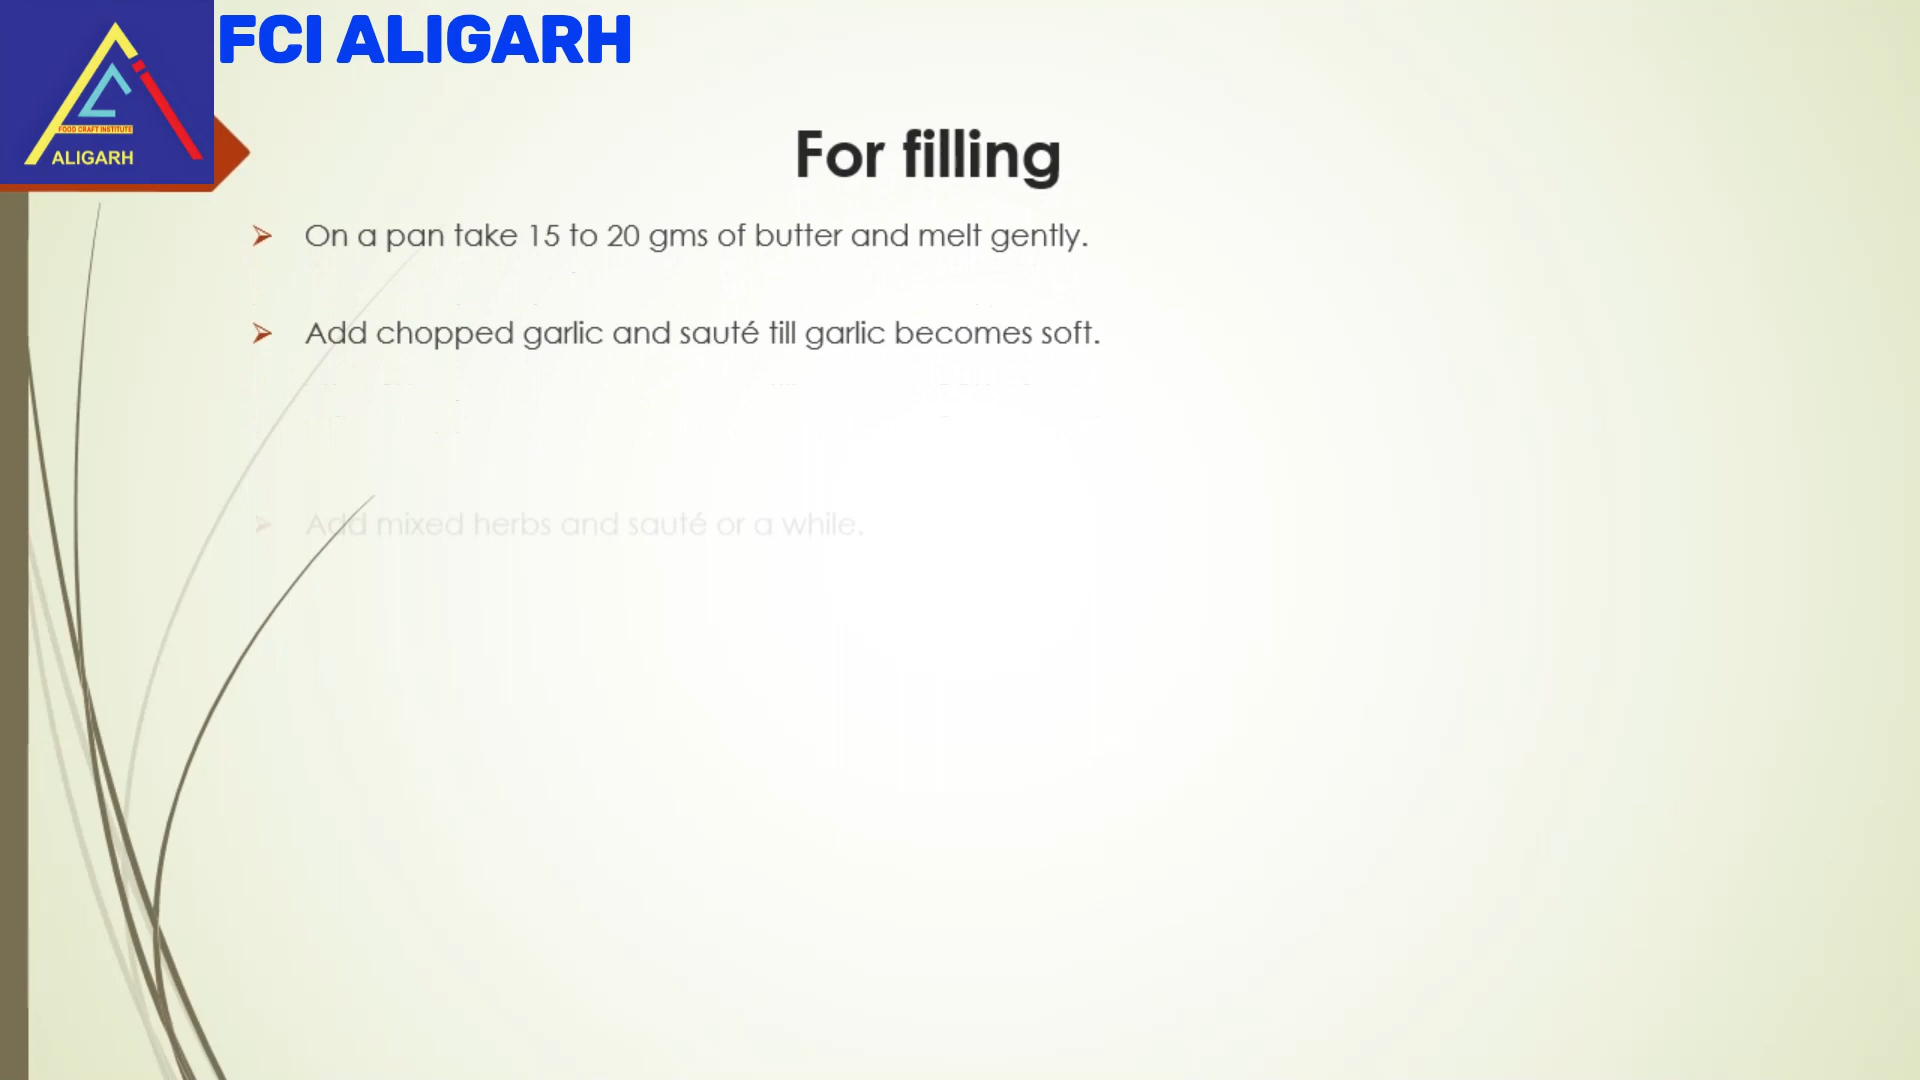 FCI ALIGARH
FOOD CRAFT INSTITUTE
ALIGARH
For filling
On a pan take 15 to 20 gms of butter and melt gently.
Add chopped garlic and sauté till garlic becomes soft.
Add mixed herbs and sauté or a while.